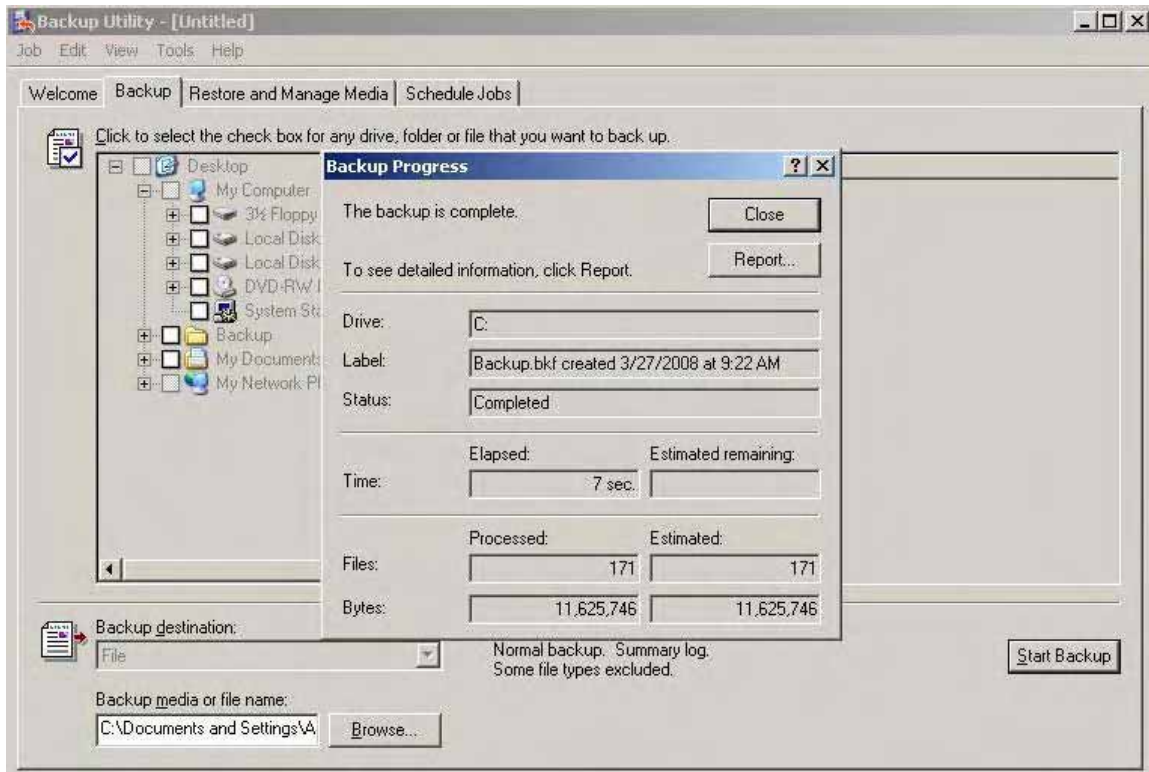 Backup Utility - [Untitled]
Job Edit View Tools Help
Welcome Backup Restore and Manage Media Schedule Jobs
Click to select the check box for any drive, folder or file that you want to back up.
Desktop
My Computer
3½ Floppy
Local Disk
Local Disk
DVD-RW
System
Backup
My Documents
My Network
Backup Progress
The backup is complete.
Close
To see detailed information, click Report.
Report...
Drive: C:
Label: Backup.bkf created 3/27/2008 at 9:22 AM
Status: Completed
Elapsed: Estimated remaining:
Time: 7 sec.
Processed: Estimated:
Files: 171 171
Bytes: 11,625,746 11,625,746
Backup destination:
File
Normal backup. Summary log.
Some file types excluded.
Start Backup
Backup media or file name:
C:\Documents and Settings\A
Browse...